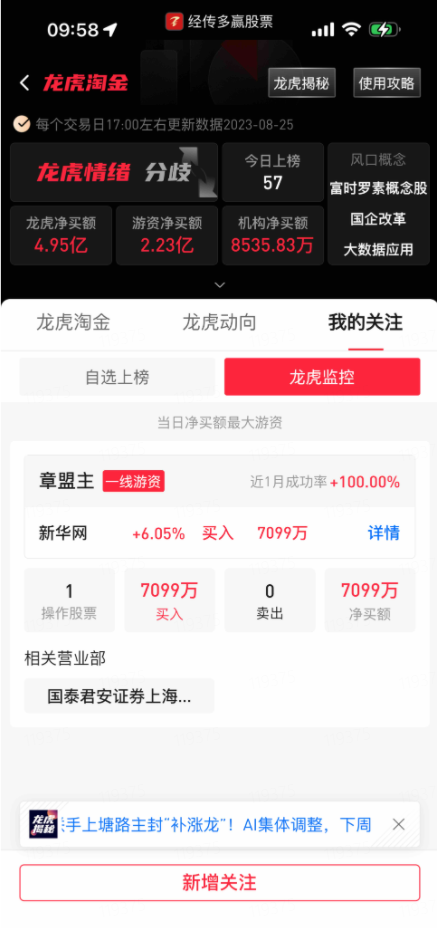 09:58
经传多赢股票
龙虎淘金
龙虎揭秘
使用攻略
每个交易日17:00左右更新数据2023-08-25
龙虎情绪 分歧
今日上榜
57
风口概念
富时罗素概念股
国企改革
大数据应用
龙虎净买额
4.95亿
游资净买额
2.23亿
机构净买额
8535.83万
龙虎淘金
龙虎动向
我的关注
自选上榜
龙虎监控
当日净买额最大游资
章盟主 一线游资 近1月成功率+100.00%
新华网 +6.05% 买入 7099万 详情
1
操作股票
7099万
买入
0
卖出
7099万
净买额
相关营业部
国泰君安证券上海...
龙虎揭秘
手上塘路主封“补涨龙”！AI集体调整，下周
新增关注